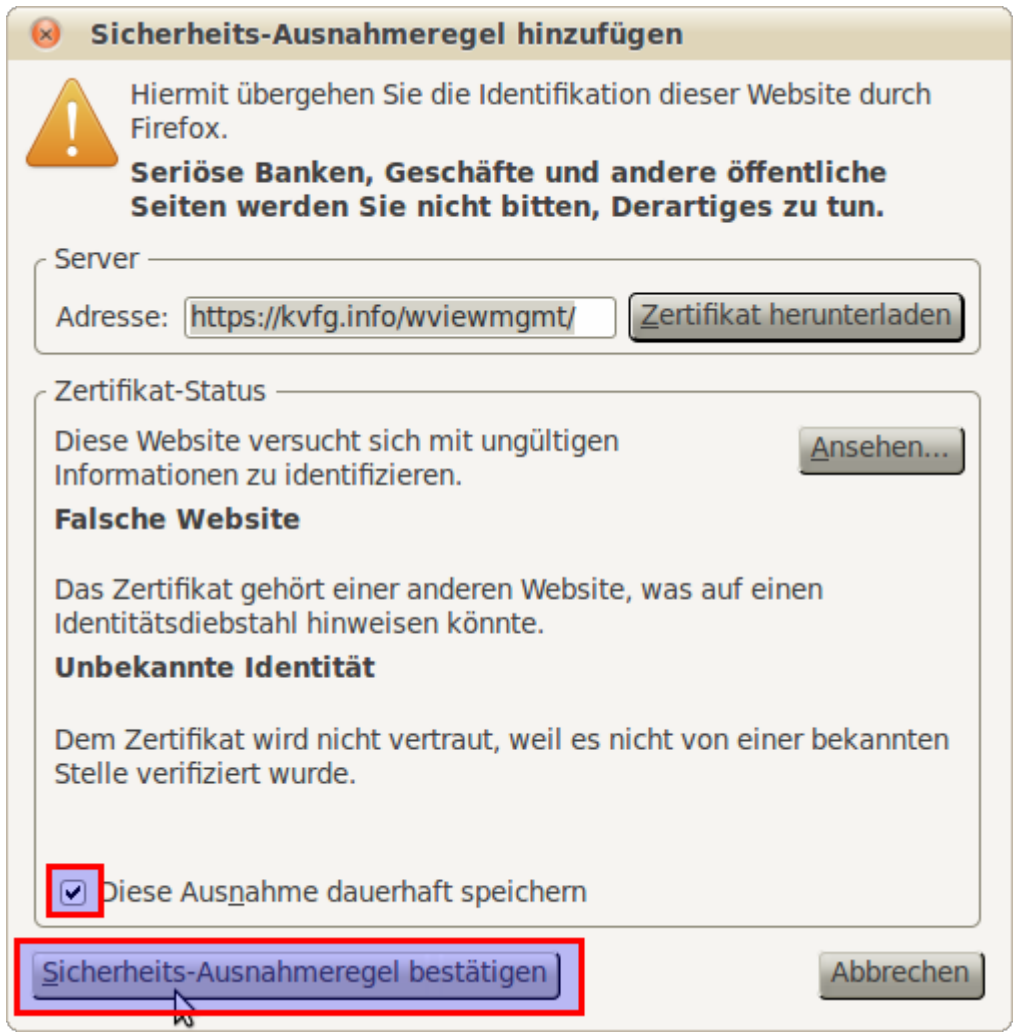 Sicherheits-Ausnahmeregel hinzufügen
Hiermit übergehen Sie die Identifikation dieser Website durch
Firefox.
Seriöse Banken, Geschäfte und andere öffentliche
Seiten werden Sie nicht bitten, Derartiges zu tun.
Server
Adresse: https://kvfg.info/wviewmgmt/ Zertifikat herunterladen
Zertifikat-Status
Diese Website versucht sich mit ungültigen
Informationen zu identifizieren.
Ansehen...
Falsche Website
Das Zertifikat gehört einer anderen Website, was auf einen
Identitätsdiebstahl hinweisen könnte.
Unbekannte Identität
Dem Zertifikat wird nicht vertraut, weil es nicht von einer bekannten
Stelle verifiziert wurde.
Diese Ausnahme dauerhaft speichern
Sicherheits-Ausnahmeregel bestätigen Abbrechen